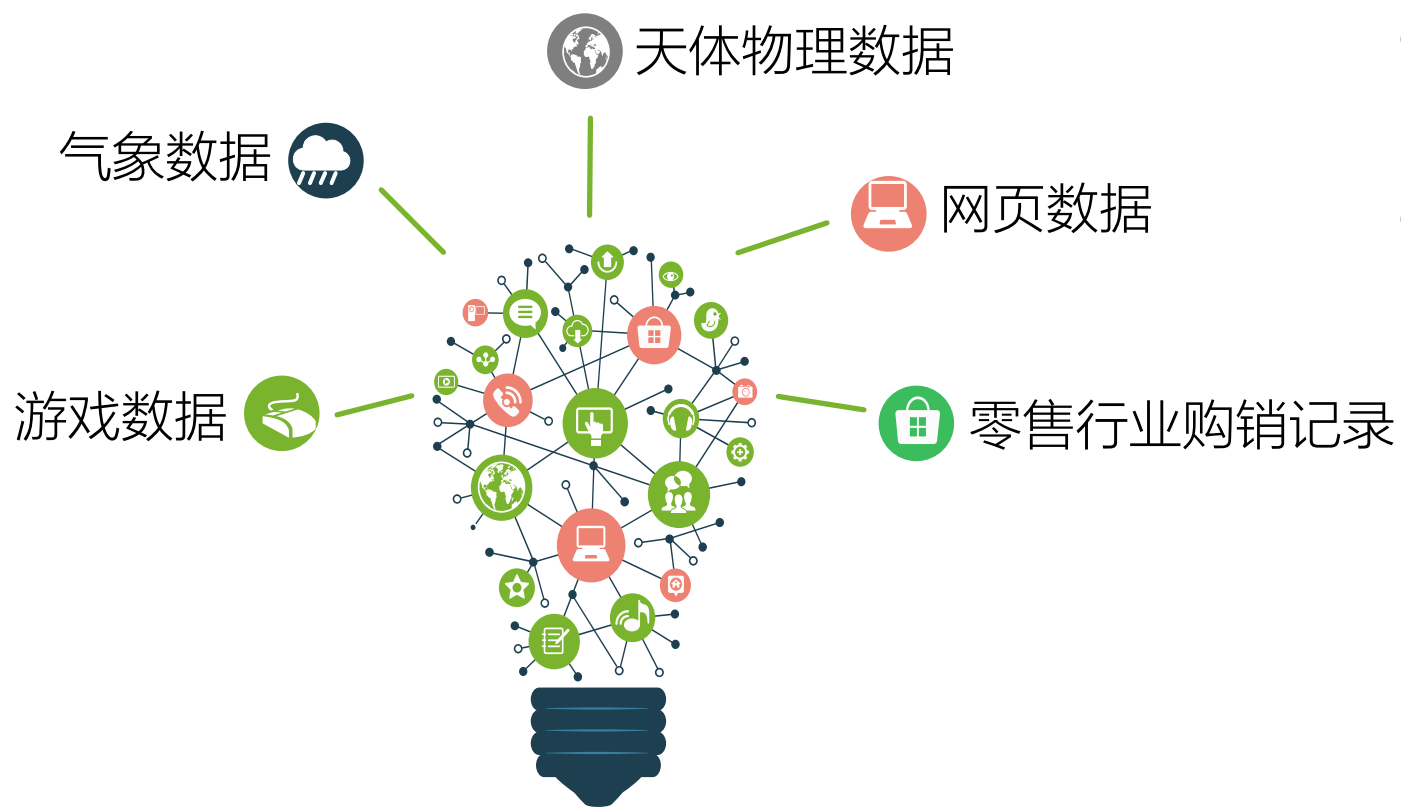 天体物理数据
气象数据
网页数据
游戏数据
零售行业购销记录